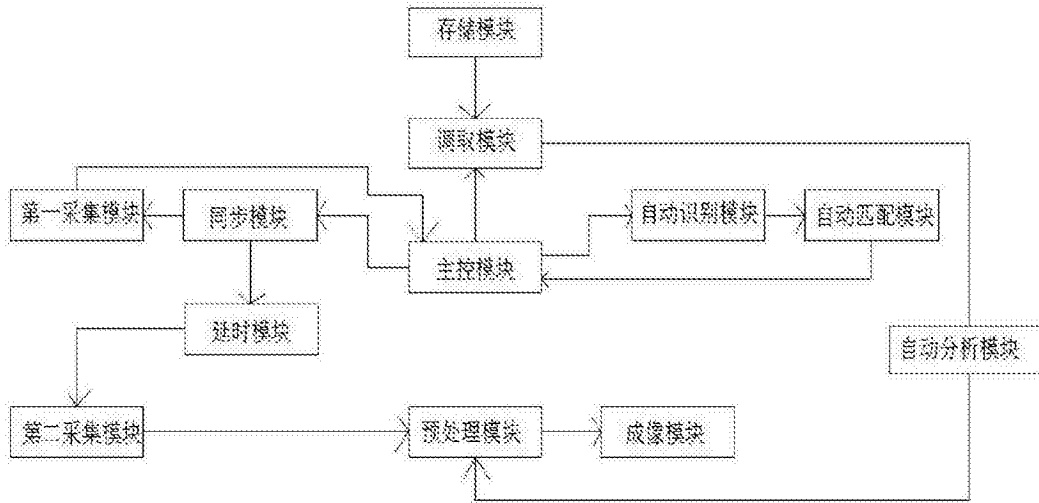 存储模块
调取模块
第一采集模块
同步模块
自动识别模块
自动匹配模块
主控模块
延时模块
自动分析模块
第二采集模块
预处理模块
成像模块